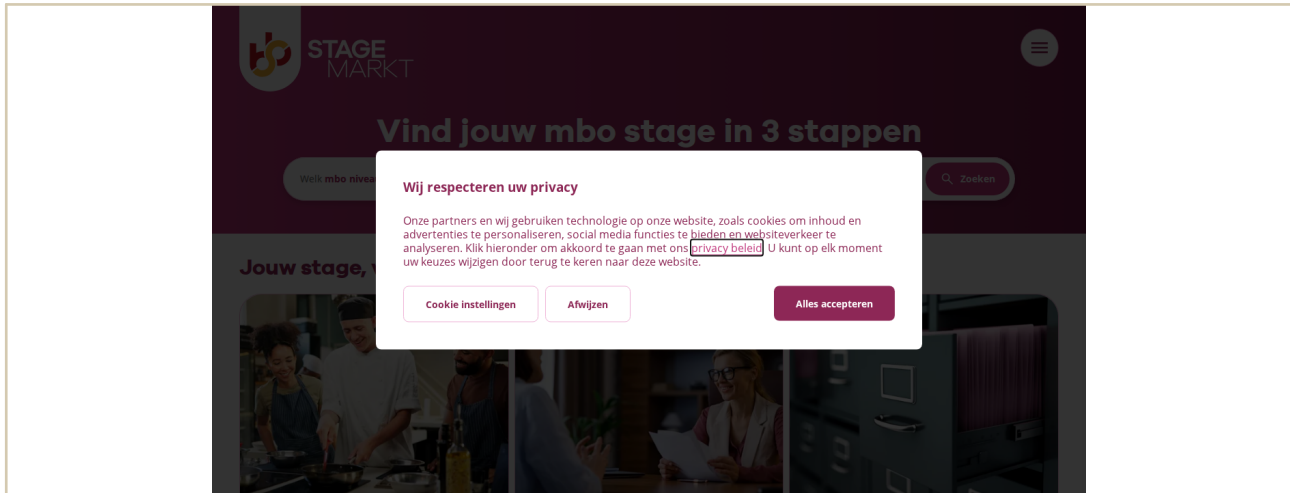 STAGE
MARKT
Vind jouw mbo stage in 3 stappen
Welk mbo
Zoeken
Wij respecteren uw privacy
Onze partners en wij gebruiken technologie op onze website, zoals cookies om inhoud en
advertenties te personaliseren, social media functies te bieden en websiteverkeer te
analyseren. Klik hieronder om akkoord te gaan met ons privacy beleid. U kunt op elk moment
uw keuzes wijzigen door terug te keren naar deze website.
Cookie instellingen
Afwijzen
Alles accepteren
Jouw stage,